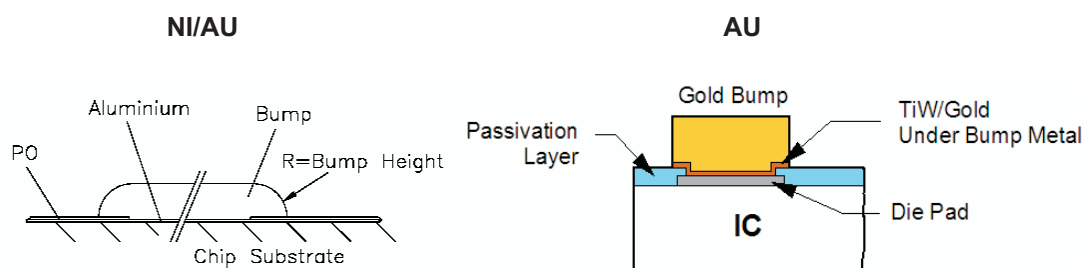 NI/AU
AU
Aluminium
Bump
PO
R=Bump Height
Chip Substrate
Gold Bump
TiW/Gold
Under Bump Metal
Passivation
Layer
Die Pad
IC